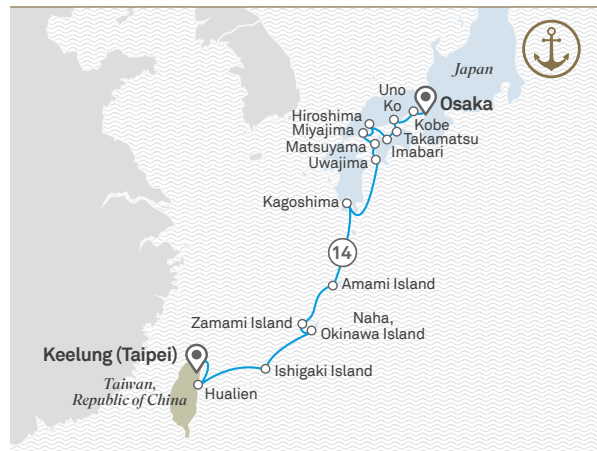 Japan
Uno
Ko
Osaka
Hiroshima
Kobe
Miyajima
Takamatsu
Matsuyama
Imabari
Uwajima
Kagoshima
14
Amami Island
Zamami Island
Naha,
Okinawa Island
Keelung (Taipei)
Ishigaki Island
Taiwan,
Republic of China
Hualien